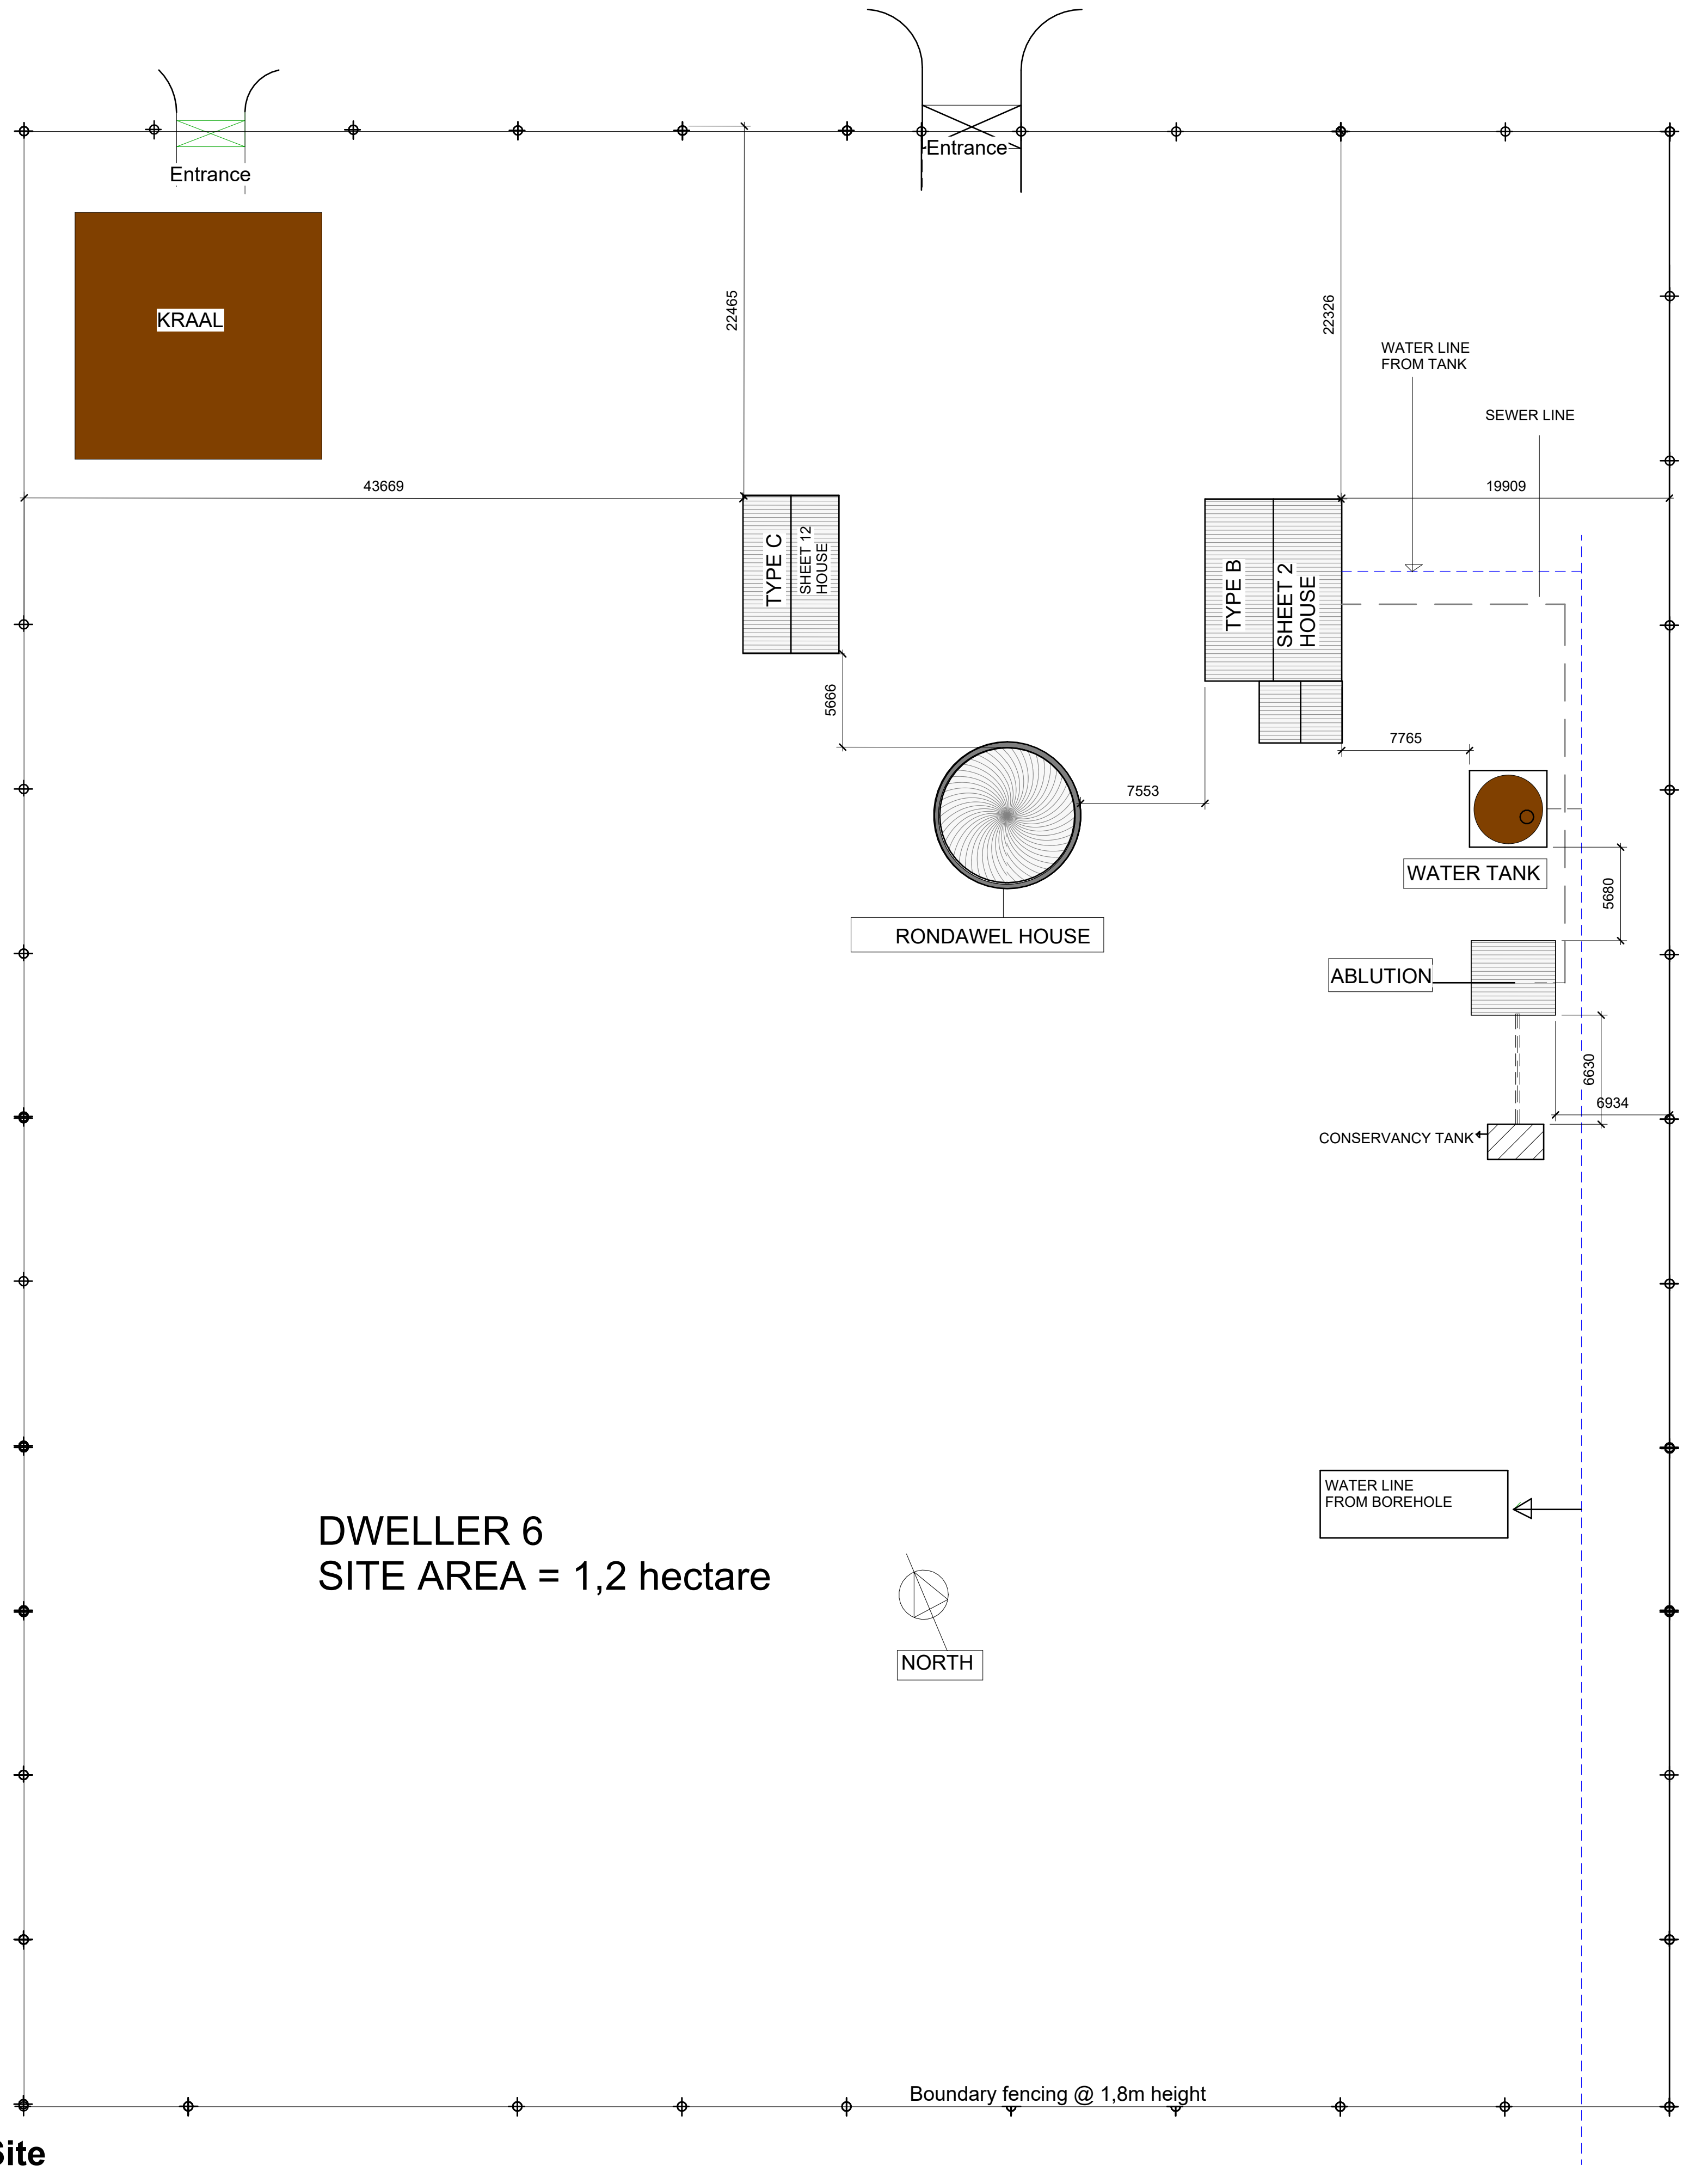 Entrance
Entrance
KRAAL
22465
22326
WATER LINE
FROM TANK
SEWER LINE
43669
19909
TYPE C
SHEET 12
HOUSE
TYPE B
SHEET 2
HOUSE
5666
7765
7553
WATER TANK
5680
RONDAWEL HOUSE
ABLUTION
6630
6934
CONSERVANCY TANK
WATER LINE
FROM BOREHOLE
DWELLER 6
SITE AREA = 1,2 hectare
NORTH
Boundary fencing @ 1,8m height
Site